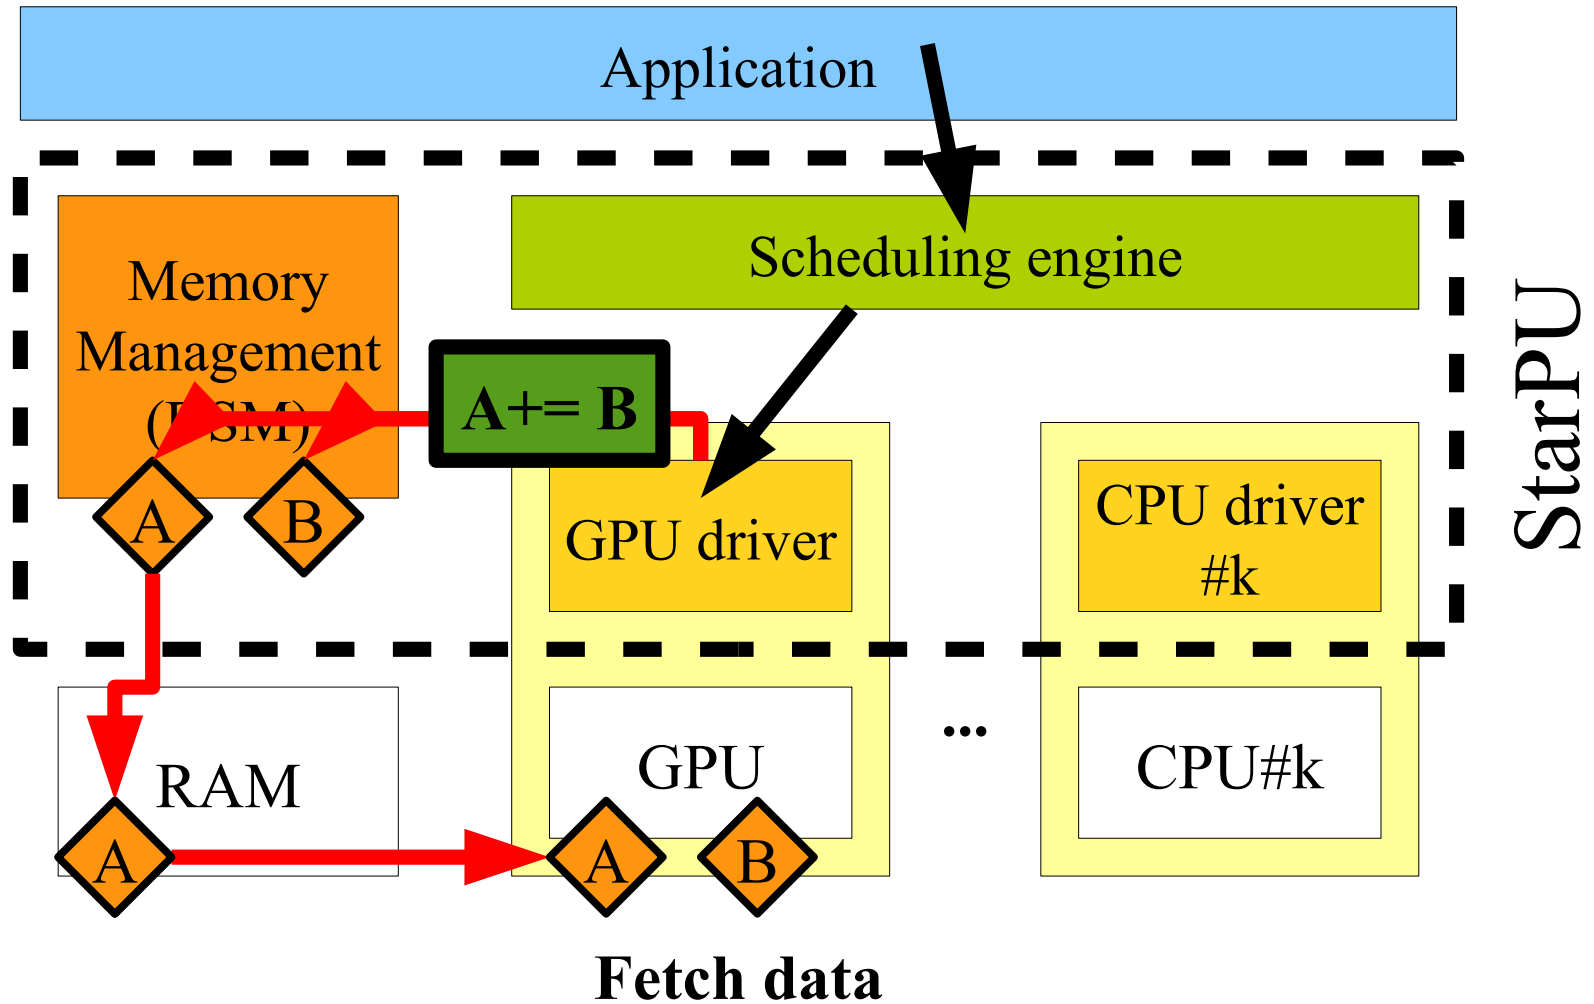 Application
Scheduling engine
Memory
Management
A+= B
A
B
GPU driver
CPU driver
#k
StarPU
RAM
GPU
...
CPU#k
A
A
B
Fetch data